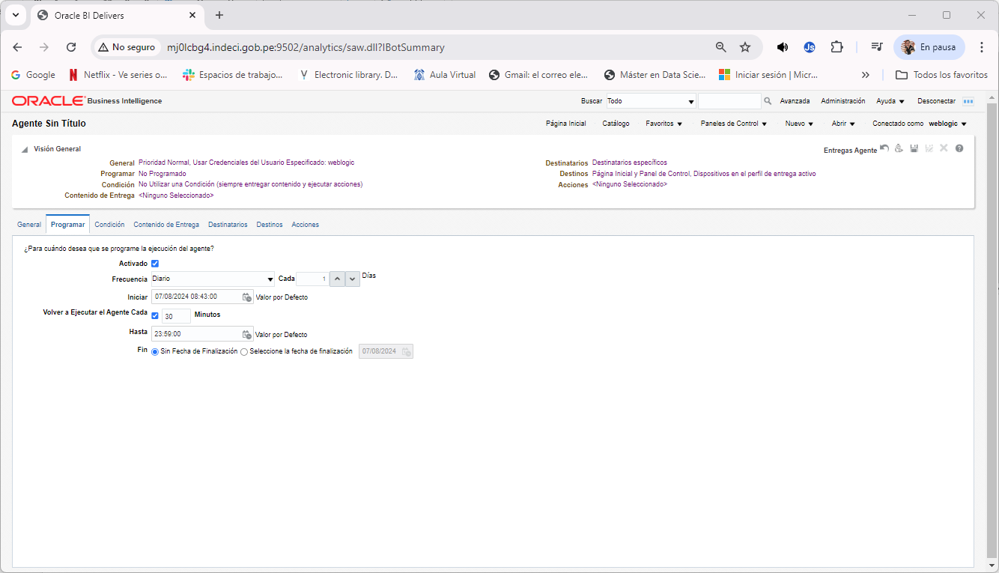 Oracle BI Delivers
No seguro
mj0lcbg4.indeci.gob.pe:9502/analytics/saw.dll?IBotSummary
En pausa
Google
Netflix - Ve series o...
Espacios de trabajo...
Electronic library. D...
Aula Virtual
Gmail: el correo ele...
Máster en Data Scie...
Iniciar sesión | Micr...
Todos los favoritos
ORACLE Business Intelligence
Buscar Todo Avanzada Administración Ayuda Desconectar
Agente Sin Título
Página Inicial Catálogo Favoritos Paneles de Control Nuevo Abrir Conectado como weblogic
Visión General
Entregas Agente
General Prioridad Normal, Usar Credenciales del Usuario Especificado: weblogic
Programar No Programado
Condición No Utilizar una Condición (siempre entregar contenido y ejecutar acciones)
Contenido de Entrega <Ninguno Seleccionado>
Destinatarios Destinatarios específicos
Destinos Página Inicial y Panel de Control, Dispositivos en el perfil de entrega activo
Acciones <Ninguno Seleccionado>
General Programar Condición Contenido de Entrega Destinatarios Destinos Acciones
¿Para cuándo desea que se programe la ejecución del agente?
Activado
Frecuencia Diario Cada 1 Días
Iniciar 07/08/2024 08:43:00 Valor por Defecto
Volver a Ejecutar el Agente Cada 30 Minutos
Hasta 23:59:00 Valor por Defecto
Fin Sin Fecha de Finalización Seleccione la fecha de finalización 07/08/2024